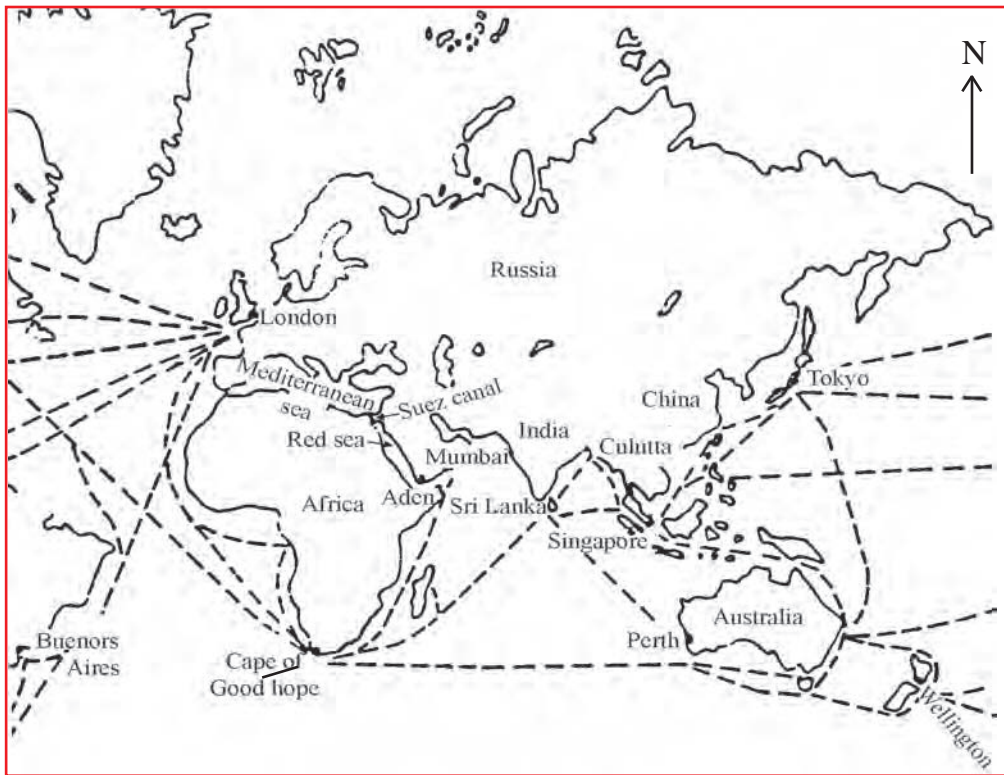 N
Russia
London
Mediterranean
sea
Suez canal
Tokyo
China
Red sea
India
Mumbai
Culutta
Africa
Aden
Sri Lanka
Singapore
Australia
Perth
Buenors
Aires
Cape of
Good hope
Wellington